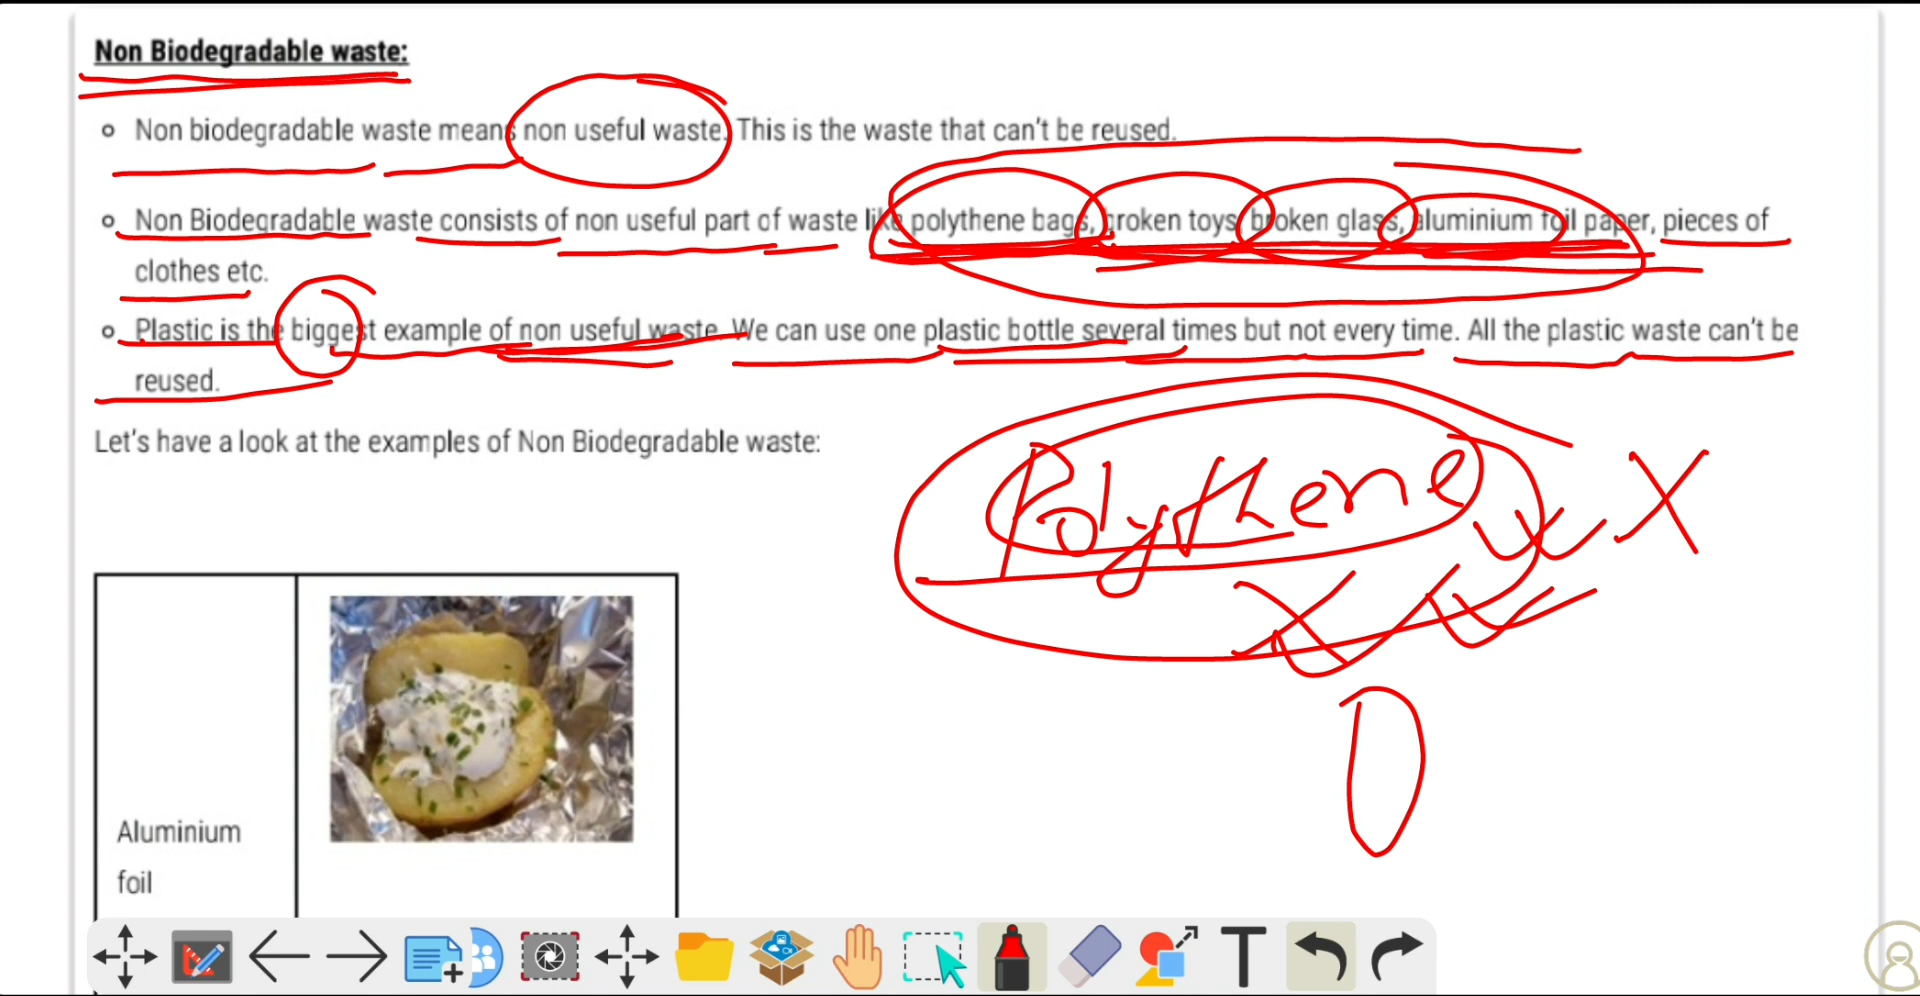 Non Biodegradable waste:
Non biodegradable waste means non useful waste. This is the waste that can't be reused.
Non Biodegradable waste consists of non useful part of waste like polythene bags, broken toys, broken glass, aluminium foil paper, pieces of
clothes etc.
Plastic is the biggest example of non useful waste. We can use one plastic bottle several times but not every time. All the plastic waste can't be
reused.
Let's have a look at the examples of Non Biodegradable waste:
Polythene
Aluminium
foil